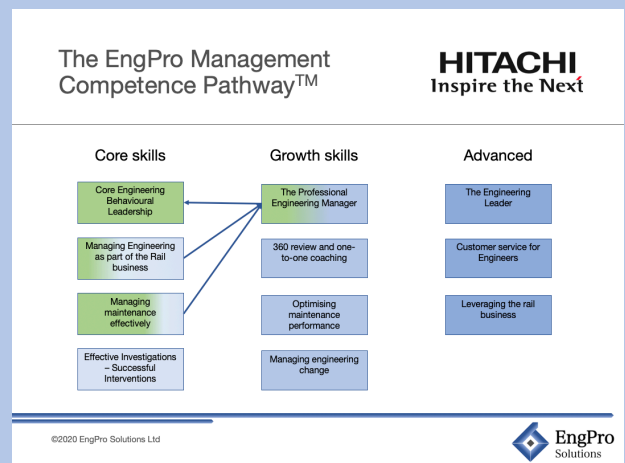 The EngPro Management
Competence Pathway™
HITACHI
Inspire the Next
Core skills
Growth skills
Advanced
Core Engineering
Behavioural
Leadership
The Professional
Engineering Manager
The Engineering
Leader
Managing Engineering
as part of the Rail
business
360 review and one-
to-one coaching
Customer service for
Engineers
Managing
maintenance
effectively
Optimising
maintenance
performance
Leveraging the rail
business
Effective Investigations
– Successful
Interventions
Managing engineering
change
©2020 EngPro Solutions Ltd
EngPro
Solutions